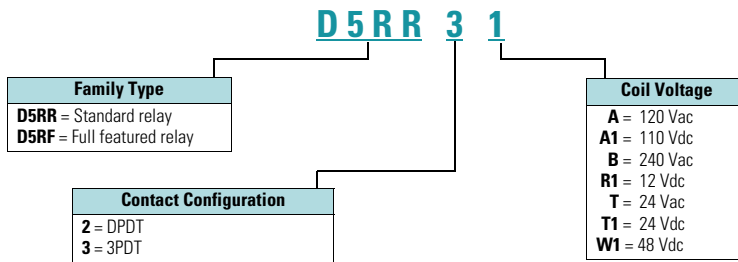 D5RR 3 1
Family Type
D5RR = Standard relay
D5RF = Full featured relay
Contact Configuration
2 = DPDT
3 = 3PDT
Coil Voltage
A = 120 Vac
A1 = 110 Vdc
B = 240 Vac
R1 = 12 Vdc
T = 24 Vac
T1 = 24 Vdc
W1 = 48 Vdc